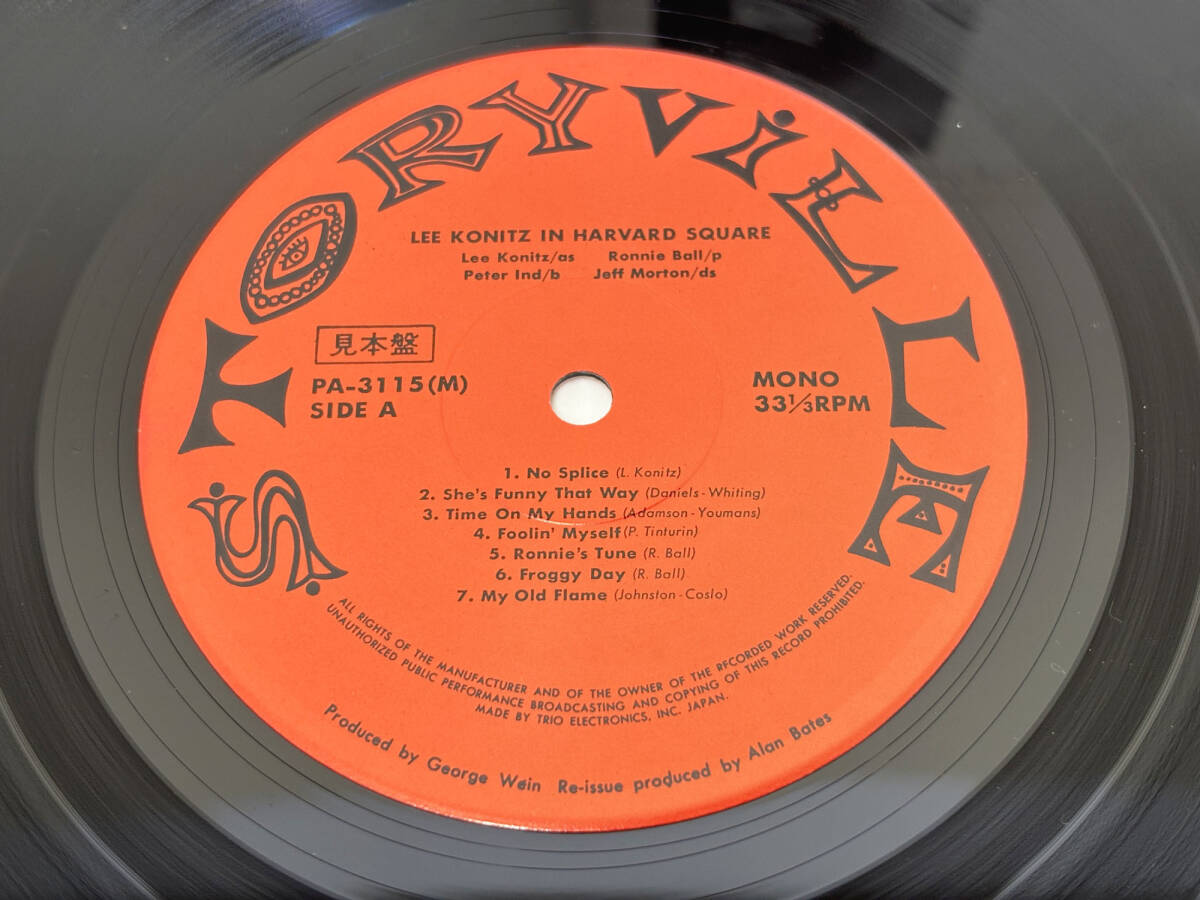 STORYViLLE
LEE KONITZ IN HARVARD SQUARE
Lee Konitz/as Ronnie Ball/p
Peter Ind/b Jeff Morton/ds
見本盤
PA-3115(M)
SIDE A
MONO
33⅓RPM
1. No Splice (L. Konitz)
2. She's Funny That Way (Daniels-Whiting)
3. Time On My Hands (Adamson-Youmans)
4. Foolin' Myself (P. Tinturin)
5. Ronnie's Tune (R. Ball)
6. Froggy Day (R. Ball)
7. My Old Flame (Johnston-Coslo)
ALL RIGHTS OF THE MANUFACTURER AND OF THE OWNER OF THE RECORDED WORK RESERVED.
UNAUTHORIZED PUBLIC PERFORMANCE BROADCASTING AND COPYING OF THIS RECORD PROHIBITED.
MADE BY TRIO ELECTRONICS, INC. JAPAN.
Produced by George Wein Re-issue produced by Alan Bates